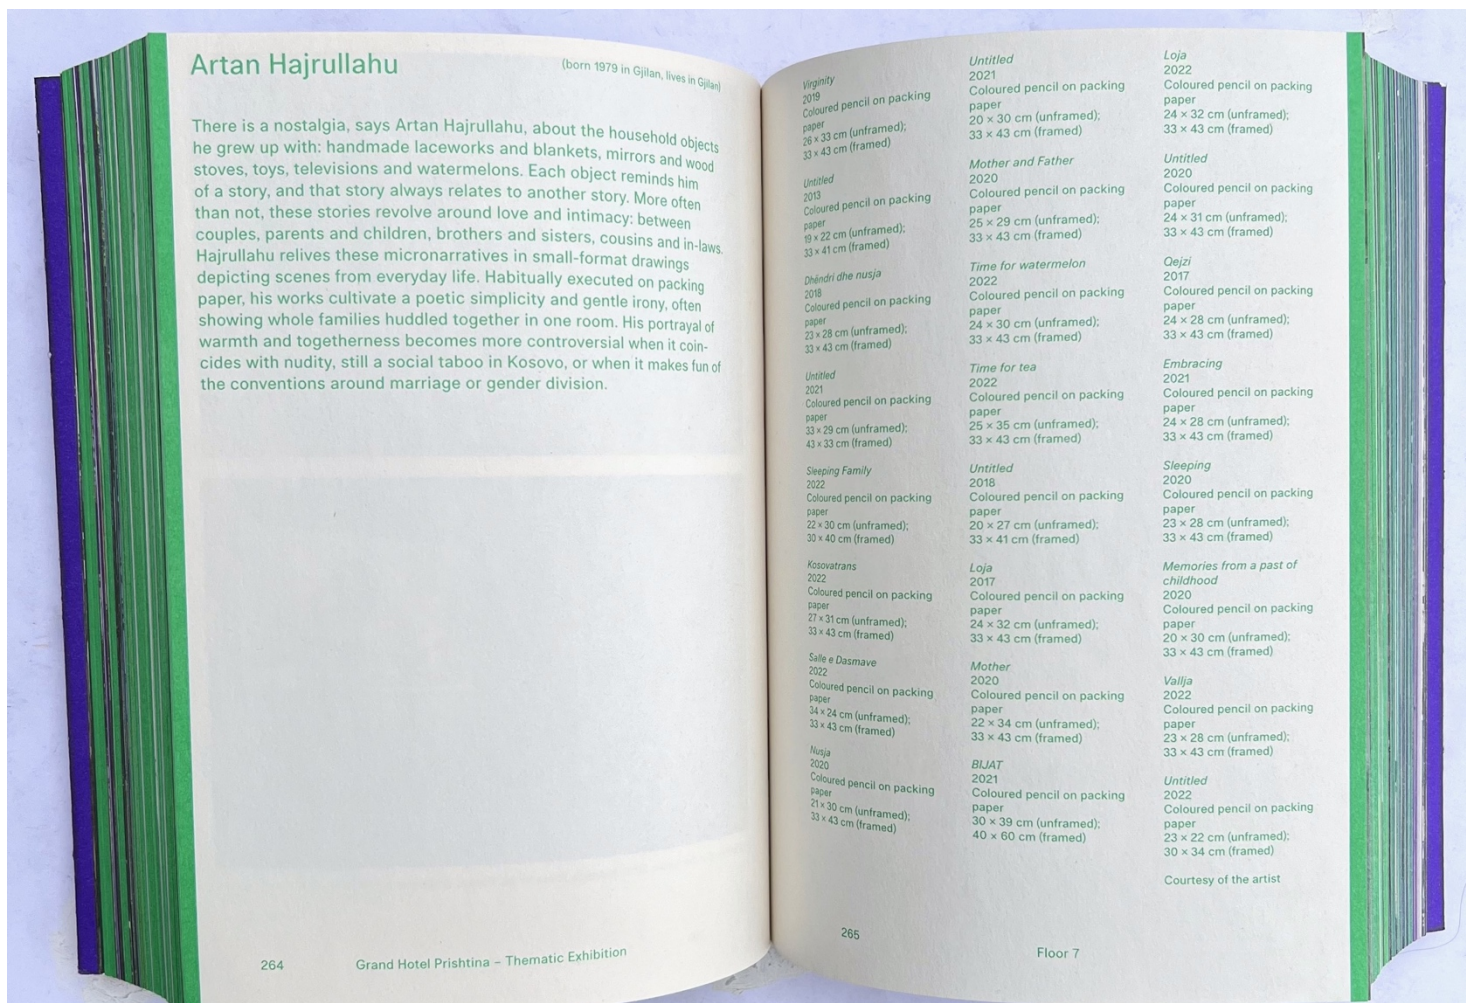 Artan Hajrullahu
(born 1979 in Gjilan, lives in Gjilan)
There is a nostalgia, says Artan Hajrullahu, about the household objects
he grew up with: handmade laceworks and blankets, mirrors and wood
stoves, toys, televisions and watermelons. Each object reminds him
of a story, and that story always relates to another story. More often
than not, these stories revolve around love and intimacy: between
couples, parents and children, brothers and sisters, cousins and in-laws.
Hajrullahu relives these micronarratives in small-format drawings
depicting scenes from everyday life. Habitually executed on packing
paper, his works cultivate a poetic simplicity and gentle irony, often
showing whole families huddled together in one room. His portrayal of
warmth and togetherness becomes more controversial when it coin-
cides with nudity, still a social taboo in Kosovo, or when it makes fun of
the conventions around marriage or gender division.
264
Grand Hotel Prishtina – Thematic Exhibition
Virginity
2019
Coloured pencil on packing
paper
26 × 33 cm (unframed);
33 × 43 cm (framed)
Untitled
2013
Coloured pencil on packing
paper
19 × 22 cm (unframed);
33 × 41 cm (framed)
Dhëndri dhe nusja
2018
Coloured pencil on packing
paper
23 × 28 cm (unframed);
33 × 43 cm (framed)
Untitled
2021
Coloured pencil on packing
paper
33 × 29 cm (unframed);
43 × 33 cm (framed)
Sleeping Family
2022
Coloured pencil on packing
paper
22 × 30 cm (unframed);
30 × 40 cm (framed)
Kosovatrans
2022
Coloured pencil on packing
paper
27 × 31 cm (unframed);
33 × 43 cm (framed)
Salle e Dasmave
2022
Coloured pencil on packing
paper
34 × 24 cm (unframed);
33 × 43 cm (framed)
Nusja
2020
Coloured pencil on packing
paper
21 × 30 cm (unframed);
33 × 43 cm (framed)
Untitled
2021
Coloured pencil on packing
paper
20 × 30 cm (unframed);
33 × 43 cm (framed)
Mother and Father
2020
Coloured pencil on packing
paper
25 × 29 cm (unframed);
33 × 43 cm (framed)
Time for watermelon
2022
Coloured pencil on packing
paper
24 × 30 cm (unframed);
33 × 43 cm (framed)
Time for tea
2022
Coloured pencil on packing
paper
25 × 35 cm (unframed);
33 × 43 cm (framed)
Untitled
2018
Coloured pencil on packing
paper
20 × 27 cm (unframed);
33 × 41 cm (framed)
Loja
2017
Coloured pencil on packing
paper
24 × 32 cm (unframed);
33 × 43 cm (framed)
Mother
2020
Coloured pencil on packing
paper
22 × 34 cm (unframed);
33 × 43 cm (framed)
BIJAT
2021
Coloured pencil on packing
paper
30 × 39 cm (unframed);
40 × 60 cm (framed)
Loja
2022
Coloured pencil on packing
paper
24 × 32 cm (unframed);
33 × 43 cm (framed)
Untitled
2020
Coloured pencil on packing
paper
24 × 31 cm (unframed);
33 × 43 cm (framed)
Qejzi
2017
Coloured pencil on packing
paper
24 × 28 cm (unframed);
33 × 43 cm (framed)
Embracing
2021
Coloured pencil on packing
paper
24 × 28 cm (unframed);
33 × 43 cm (framed)
Sleeping
2020
Coloured pencil on packing
paper
23 × 28 cm (unframed);
33 × 43 cm (framed)
Memories from a past of
childhood
2020
Coloured pencil on packing
paper
20 × 30 cm (unframed);
33 × 43 cm (framed)
Vallja
2022
Coloured pencil on packing
paper
23 × 28 cm (unframed);
33 × 43 cm (framed)
Untitled
2022
Coloured pencil on packing
paper
23 × 22 cm (unframed);
30 × 34 cm (framed)
Courtesy of the artist
265
Floor 7